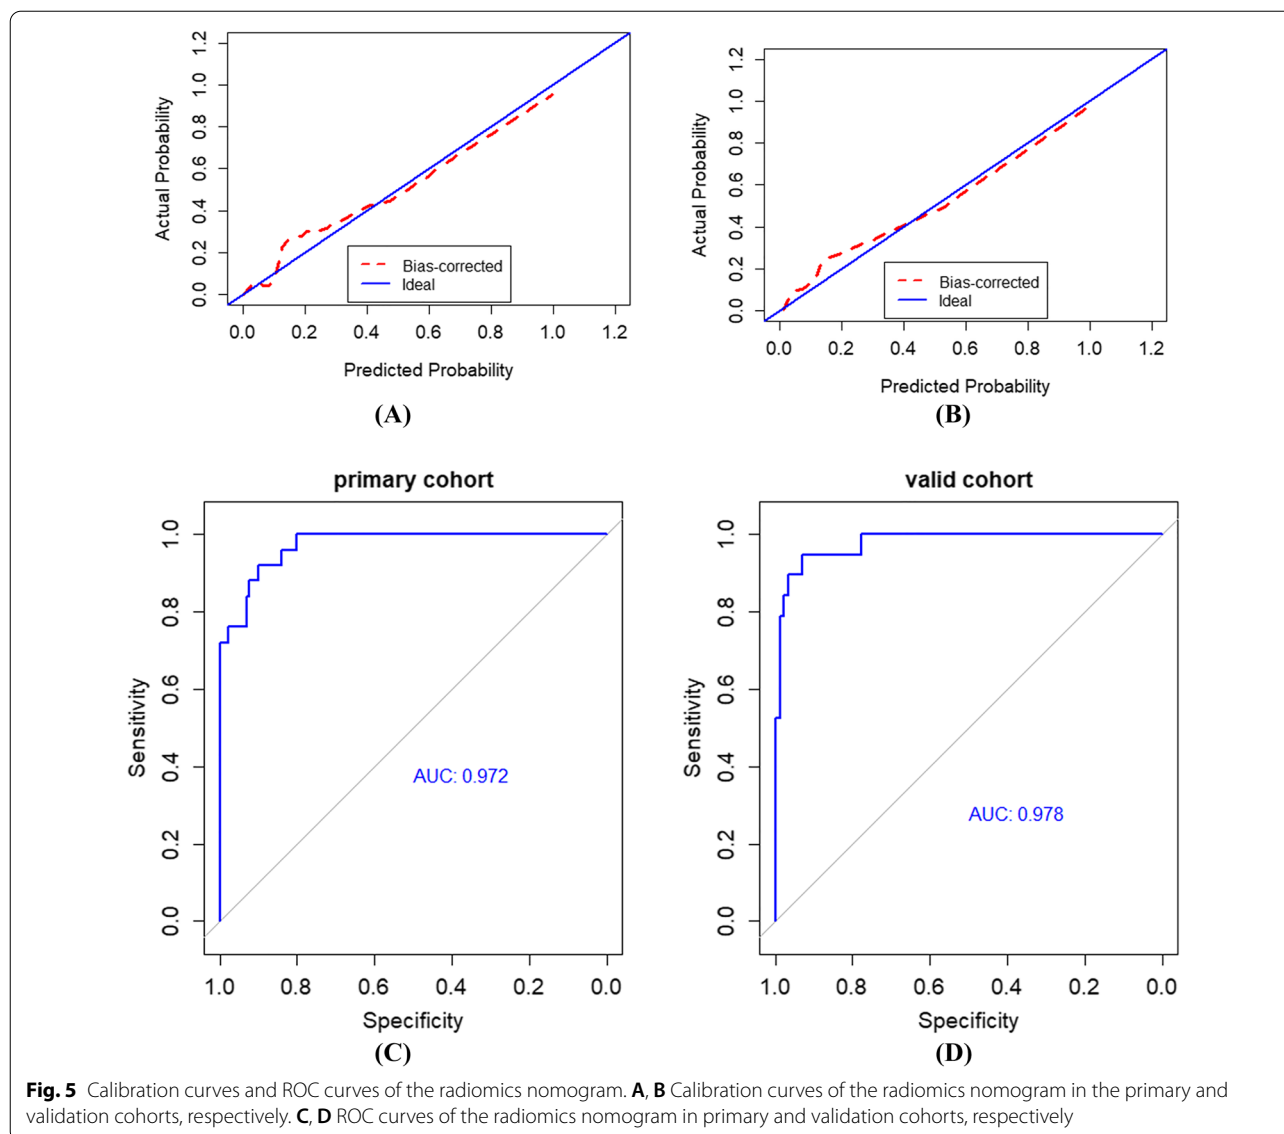 1.2
1.0
0.8
0.6
0.4
0.2
0.0
Actual Probability
Bias-corrected
Ideal
0.0 0.2 0.4 0.6 0.8 1.0 1.2
Predicted Probability
(A)
1.2
1.0
0.8
0.6
0.4
0.2
0.0
Actual Probability
Bias-corrected
Ideal
0.0 0.2 0.4 0.6 0.8 1.0 1.2
Predicted Probability
(B)
primary cohort
1.0
0.8
0.6
0.4
0.2
0.0
Sensitivity
AUC: 0.972
1.0 0.8 0.6 0.4 0.2 0.0
Specificity
(C)
valid cohort
1.0
0.8
0.6
0.4
0.2
0.0
Sensitivity
AUC: 0.978
1.0 0.8 0.6 0.4 0.2 0.0
Specificity
(D)
Fig. 5 Calibration curves and ROC curves of the radiomics nomogram. A, B Calibration curves of the radiomics nomogram in the primary and
validation cohorts, respectively. C, D ROC curves of the radiomics nomogram in primary and validation cohorts, respectively